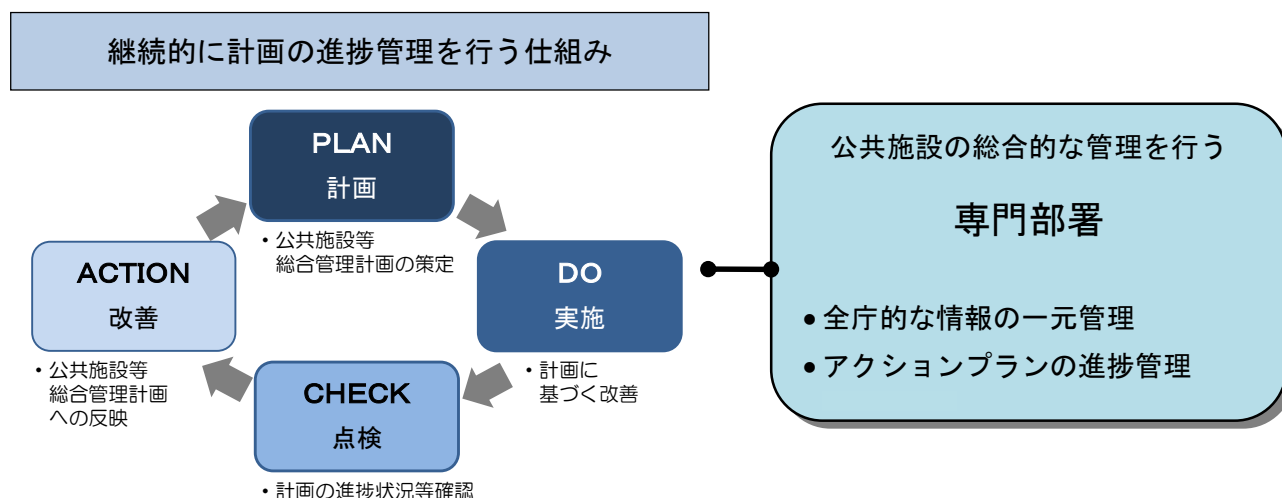 継続的に計画の進捗管理を行う仕組み
PLAN
計画
・公共施設等
総合管理計画の策定
DO
実施
・計画に
基づく改善
CHECK
点検
・計画の進捗状況等確認
ACTION
改善
・公共施設等
総合管理計画
への反映
公共施設の総合的な管理を行う
専門部署
•全庁的な情報の一元管理
•アクションプランの進捗管理